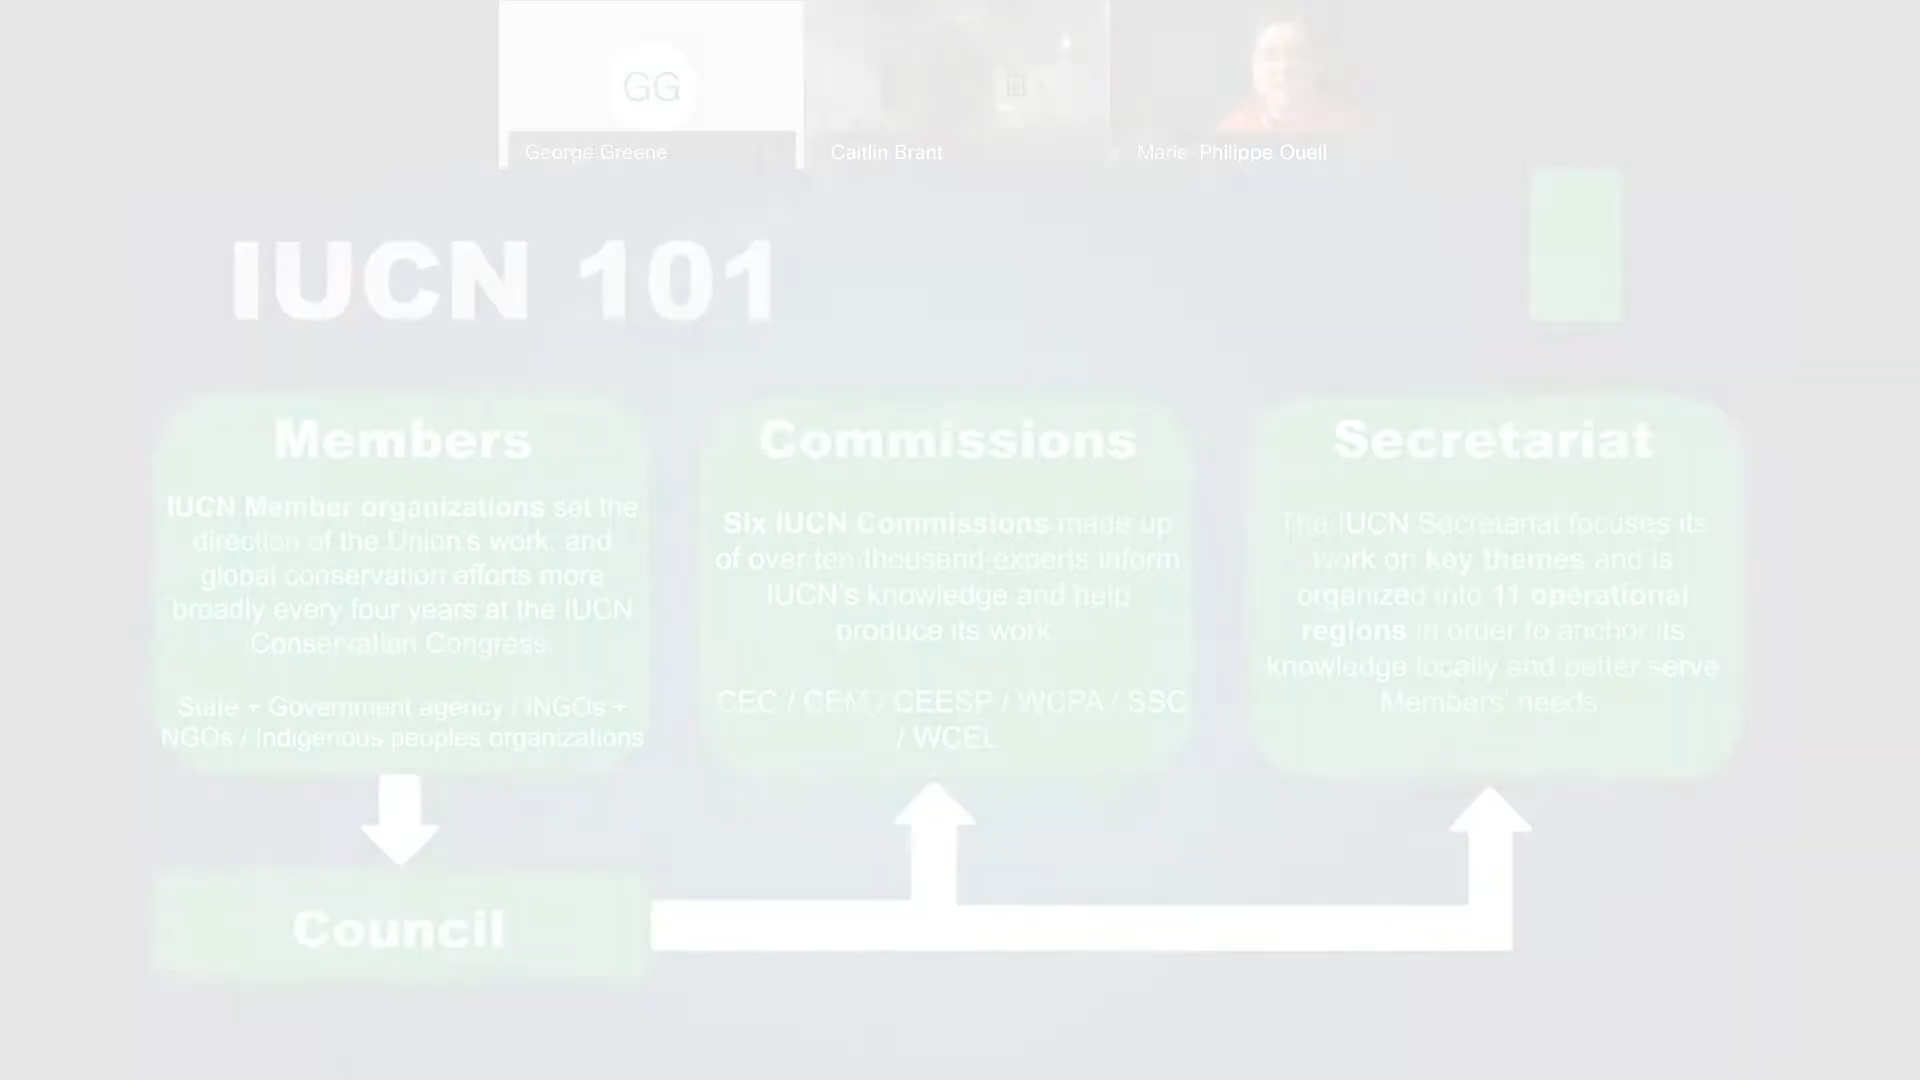 GG
George Greene
Caitlin Brant
Marie-Philippe Ouell
IUCN 101
Members
IUCN Member organizations set the
direction of the Union's work, and
global conservation efforts more
broadly every four years at the IUCN
Conservation Congress.
State + Government agency / INGOs +
NGOs / Indigenous peoples organizations
Commissions
Six IUCN Commissions made up
of over ten thousand experts inform
IUCN's knowledge and help
produce its work
CEC / CEM / CEESP / WCPA / SSC
/ WCEL
Secretariat
The IUCN Secretariat focuses its
work on key themes and is
organized into 11 operational
regions in order to anchor its
knowledge locally and better serve
Members' needs
Council